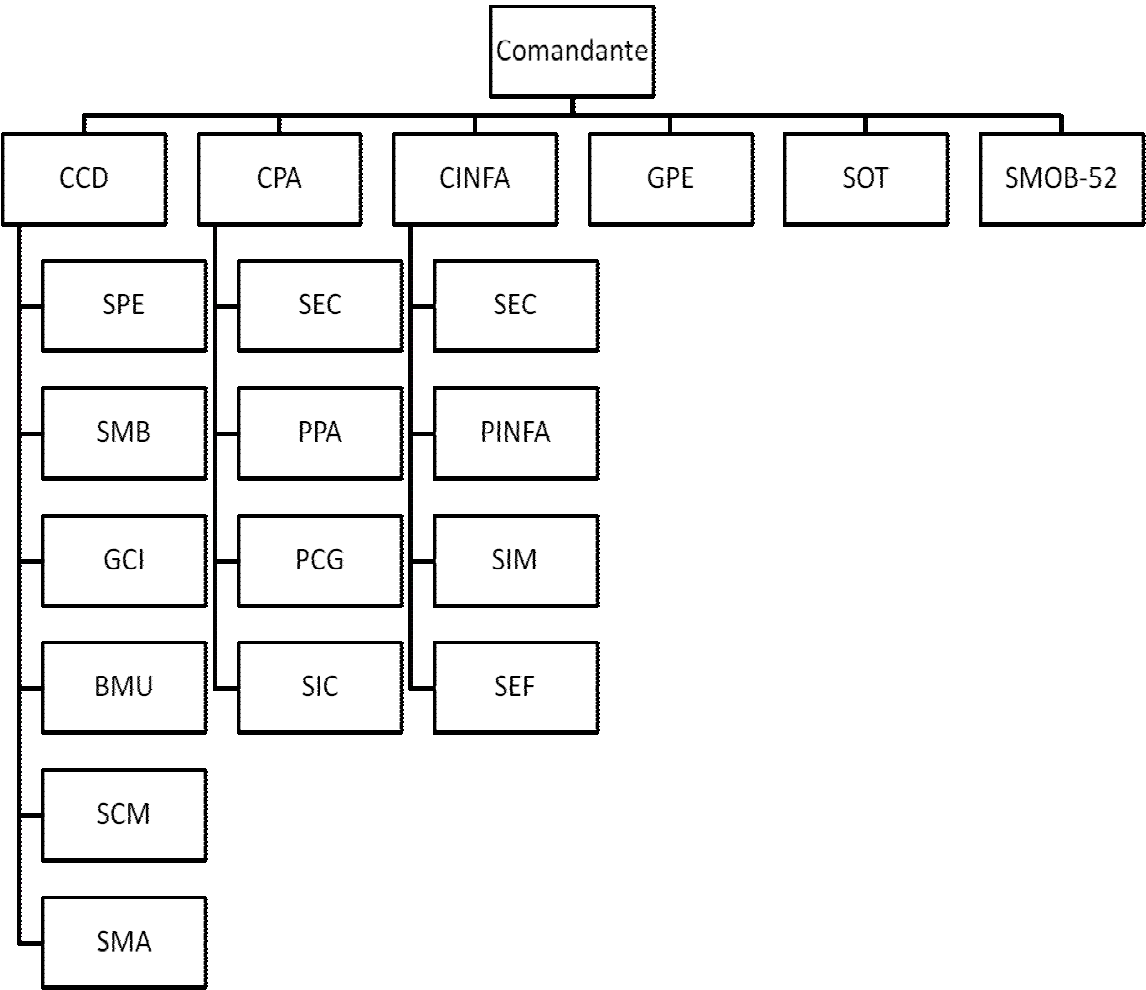 Comandante
CCD
CPA
CINFA
GPE
SOT
SMOB-52
SPE
SEC
SEC
SMB
PPA
PINFA
GCI
PCG
SIM
BMU
SIC
SEF
SCM
SMA